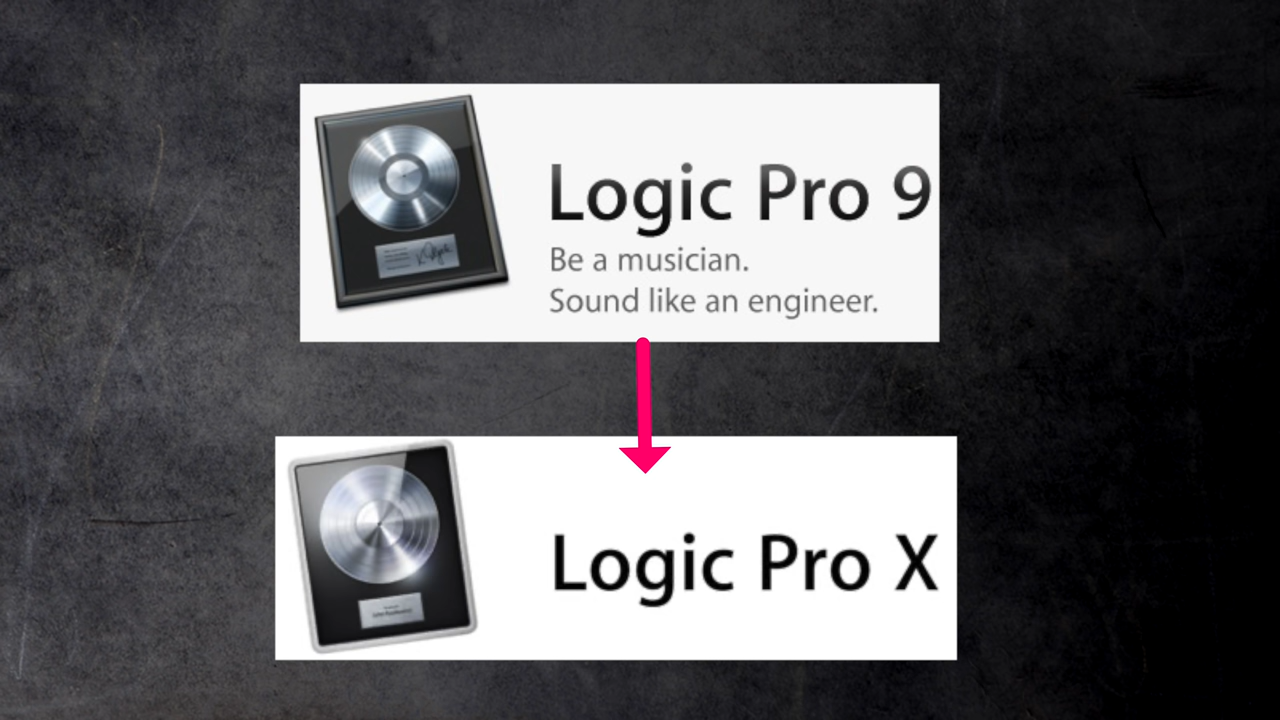 Logic Pro 9
Be a musician.
Sound like an engineer.
Logic Pro X